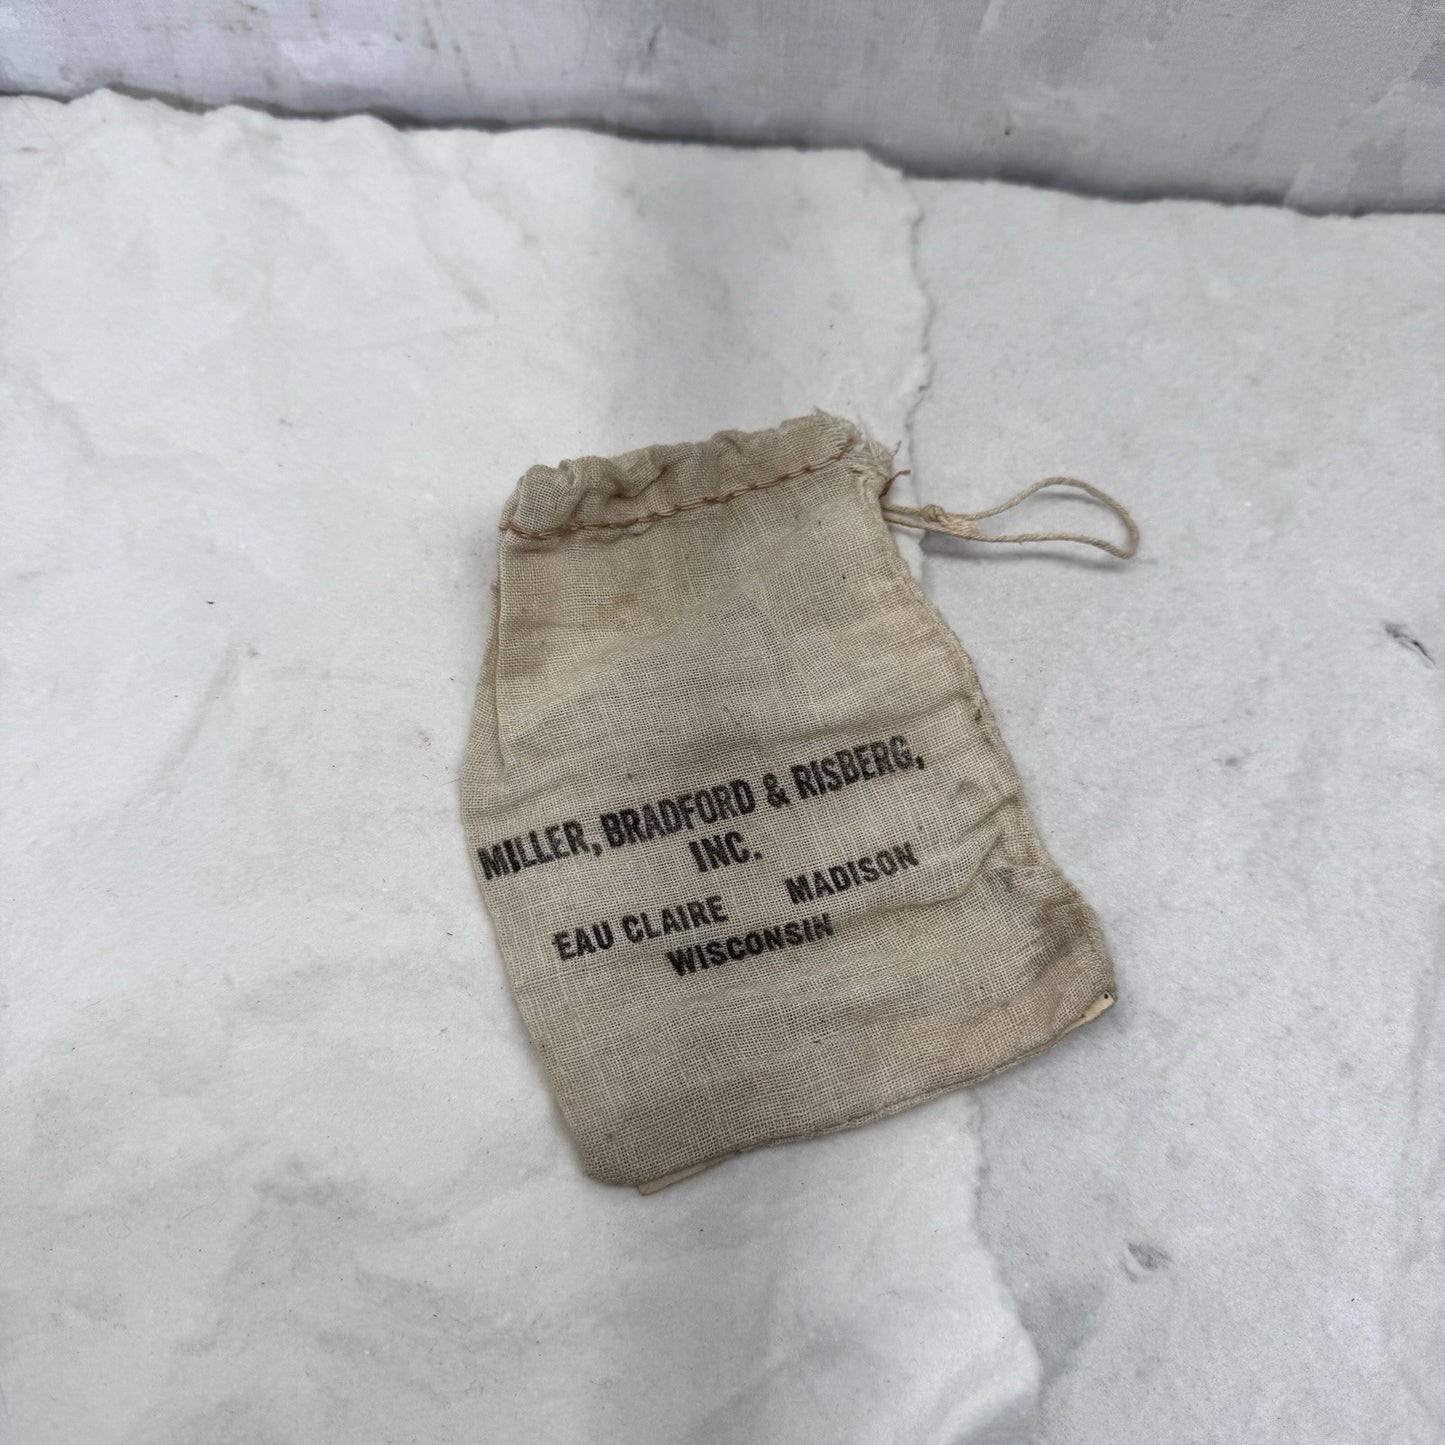 MILLER, BRADFORD & RISBERG,
INC.
EAU CLAIRE MADISON
WISCONSIN